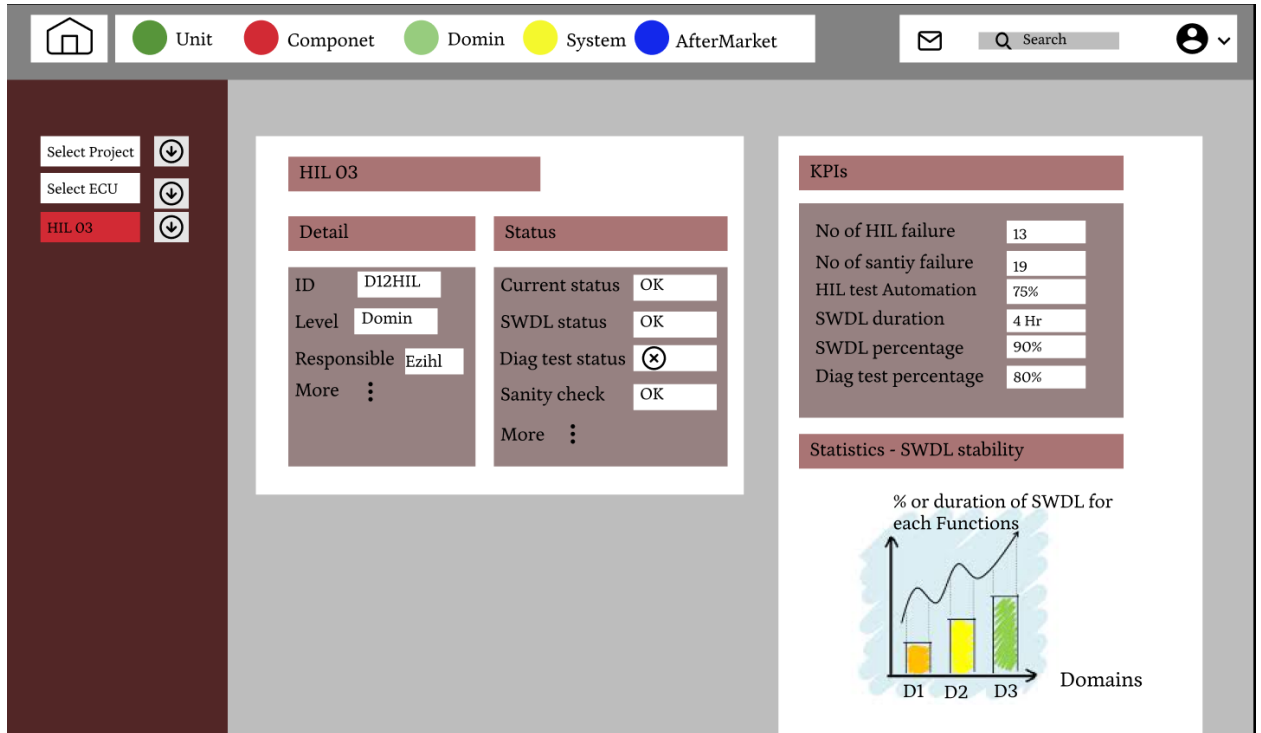 Unit
Componet
Domin
System
AfterMarket
Search
Select Project
Select ECU
HIL 03
HIL 03
Detail
ID D12HIL
Level Domin
Responsible Ezihl
More
Status
Current status OK
SWDL status OK
Diag test status
Sanity check OK
More
KPIs
No of HIL failure 13
No of santiy failure 19
HIL test Automation 75%
SWDL duration 4 Hr
SWDL percentage 90%
Diag test percentage 80%
Statistics - SWDL stability
% or duration of SWDL for
each Functions
D1 D2 D3
Domains